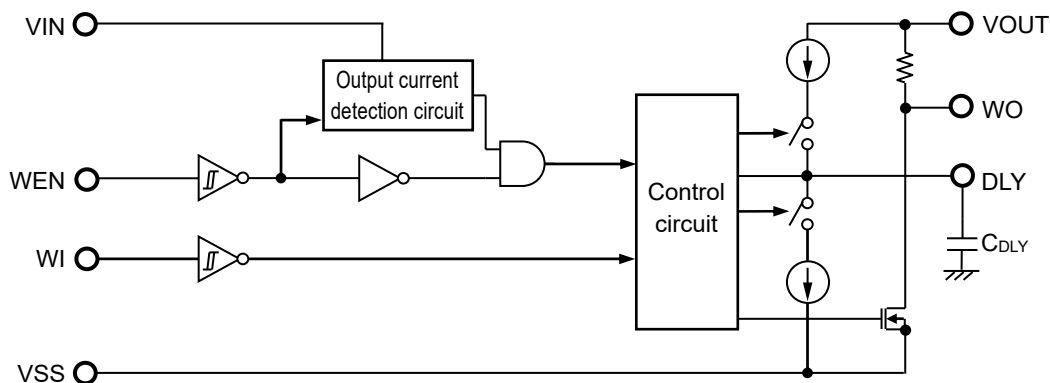 VIN
VOUT
Output current
detection circuit
WO
WEN
Control
circuit
DLY
WI
CDLY
VSS